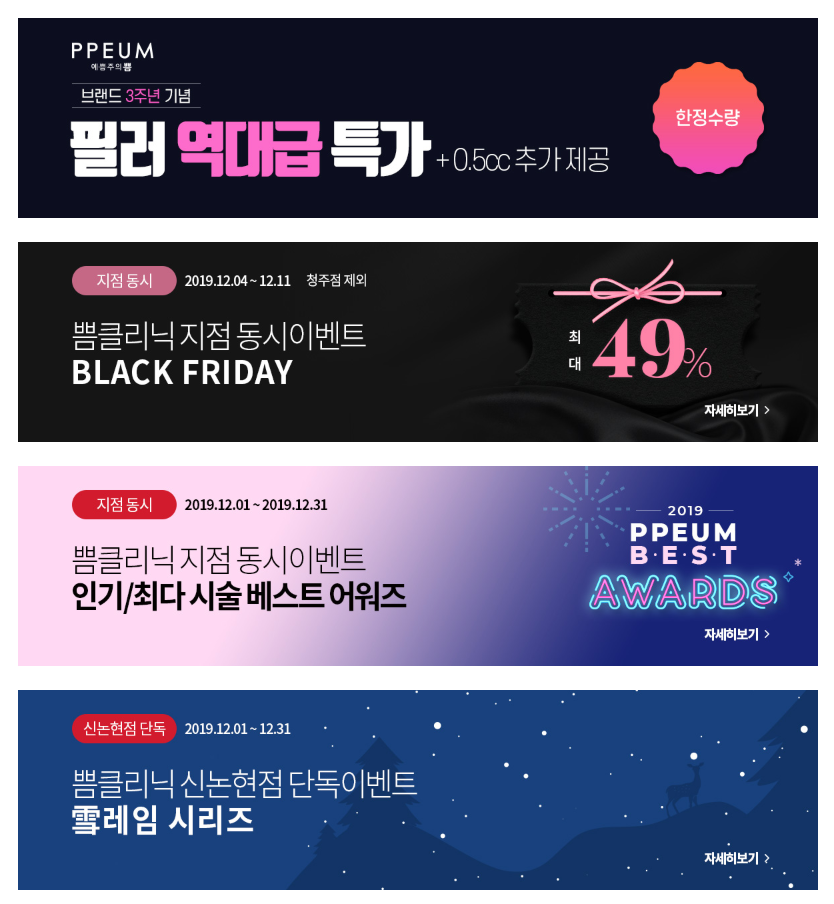 PPEUM
예쁨주의쁨
브랜드 3주년 기념
필러 역대급 특가 + 0.5cc 추가 제공
한정수량
지점 동시 2019.12.04 ~ 12.11 청주점 제외
쁨클리닉 지점 동시이벤트
BLACK FRIDAY
최대 49%
자세히보기 >
지점 동시 2019.12.01 ~ 2019.12.31
쁨클리닉 지점 동시이벤트
인기/최다 시술 베스트 어워즈
2019
PPEUM
B·E·S·T
AWARDS
자세히보기 >
신논현점 단독 2019.12.01 ~ 12.31
쁨클리닉 신논현점 단독이벤트
雪레임 시리즈
자세히보기 >